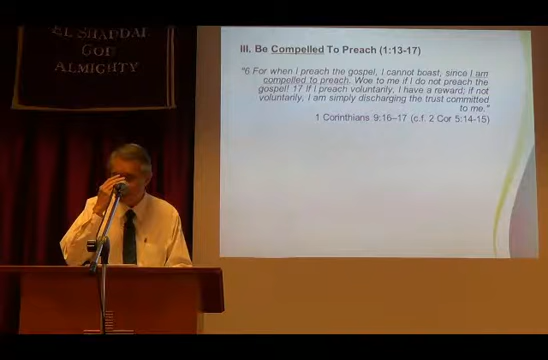 EL SHADDAI
GOD
ALMIGHTY
III. Be Compelled To Preach (1:13-17)
"6 For when I preach the gospel, I cannot boast, since I am
compelled to preach. Woe to me if I do not preach the
gospel! 17 If I preach voluntarily, I have a reward; if not
voluntarily, I am simply discharging the trust committed
to me."
1 Corinthians 9:16–17 (c.f. 2 Cor 5:14-15)